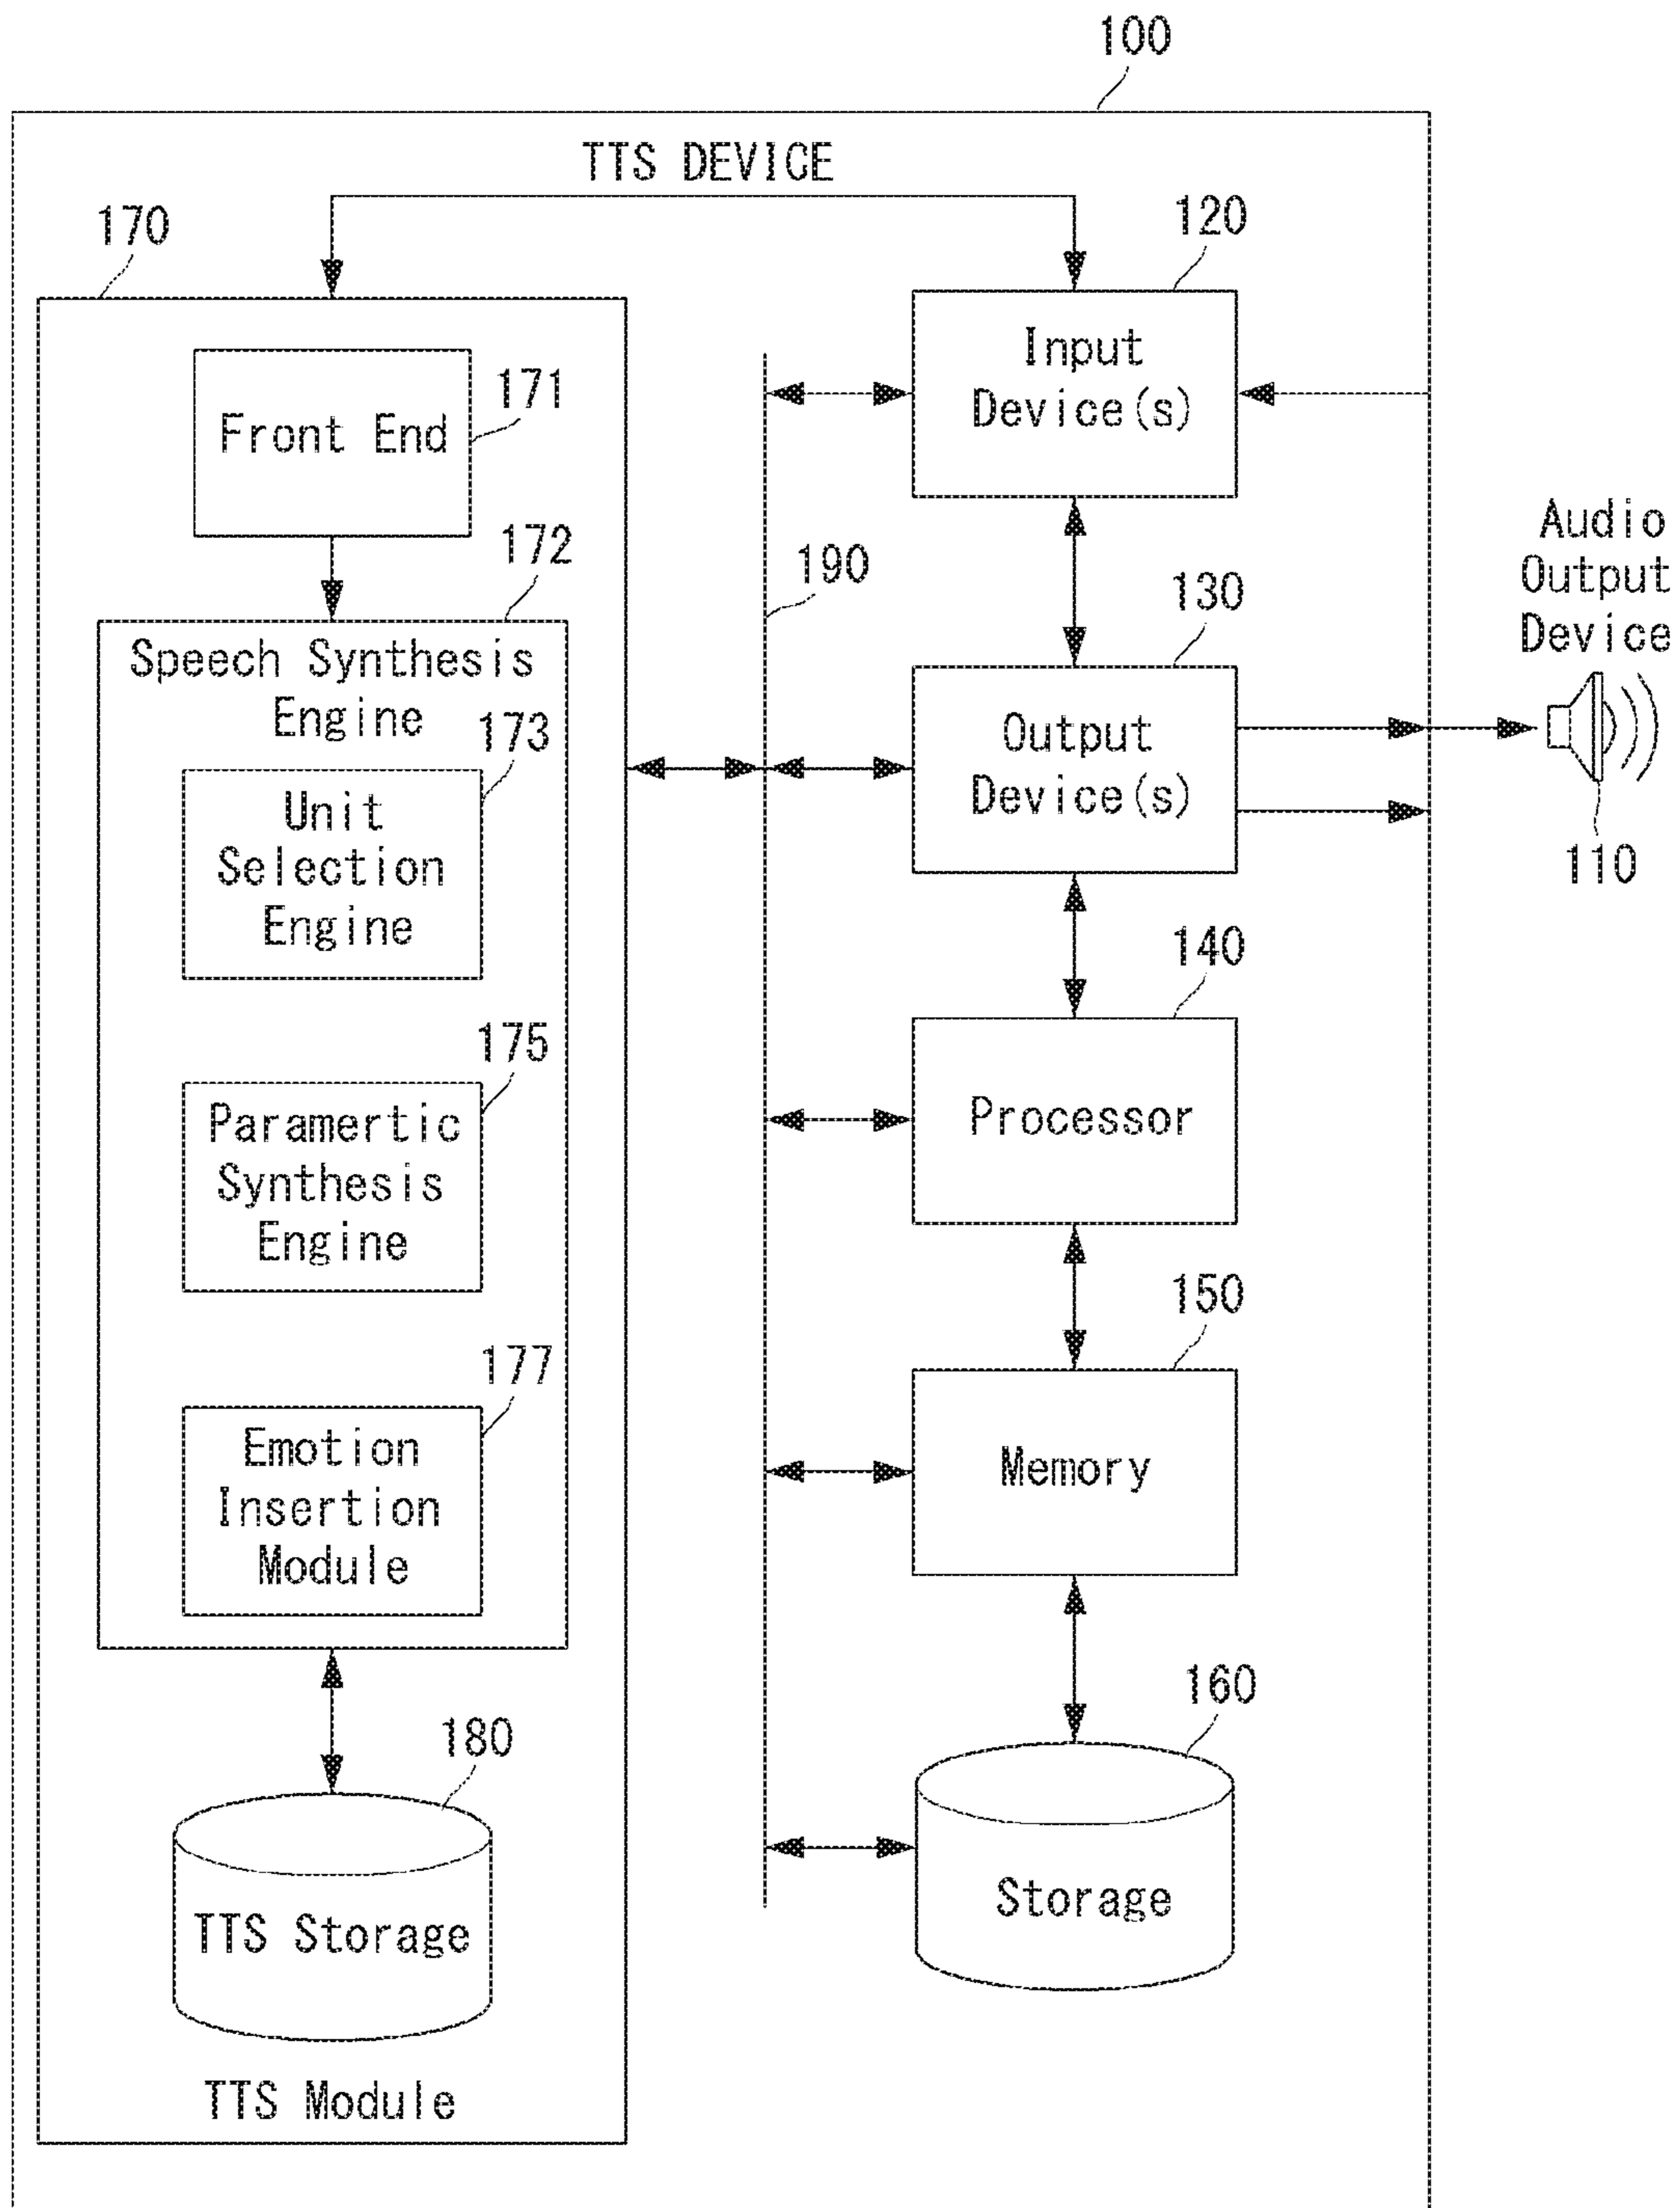 100
TTS DEVICE
170
120
Input
Device(s)
Front End
171
172
190
Speech Synthesis
Engine
173
Unit
Selection
Engine
130
Output
Device(s)
Audio
Output
Device
110
140
Processor
175
Paramertic
Synthesis
Engine
150
Memory
177
Emotion
Insertion
Module
160
Storage
180
TTS Storage
TTS Module